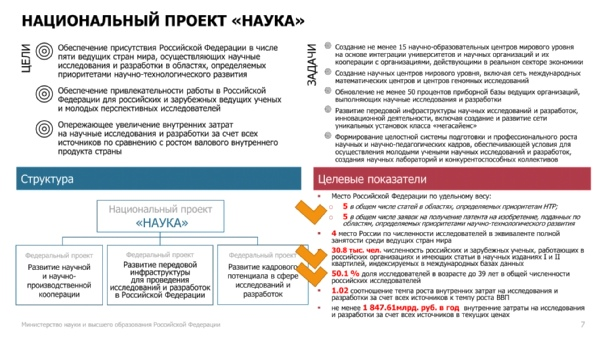 НАЦИОНАЛЬНЫЙ ПРОЕКТ «НАУКА»
ЦЕЛИ
Обеспечение присутствия Российской Федерации в числе
пяти ведущих стран мира, осуществляющих научные
исследования и разработки в областях, определяемых
приоритетами научно-технологического развития
Обеспечение привлекательности работы в Российской
Федерации для российских и зарубежных ведущих ученых
и молодых перспективных исследователей
Опережающее увеличение внутренних затрат
на научные исследования и разработки за счет всех
источников по сравнению с ростом валового внутреннего
продукта страны
ЗАДАЧИ
Создание не менее 15 научно-образовательных центров мирового уровня
на основе интеграции университетов и научных организаций и их
кооперации с организациями, действующими в реальном секторе экономики
Создание научных центров мирового уровня, включая сеть международных
математических центров и центров геномных исследований
Обновление не менее 50 процентов приборной базы ведущих организаций,
выполняющих научные исследования и разработки
Развитие передовой инфраструктуры научных исследований и разработок,
инновационной деятельности, включая создание и развитие сети
уникальных установок класса «мегасайенс»
Формирование целостной системы подготовки и профессионального роста
научных и научно-педагогических кадров, обеспечивающей условия для
осуществления молодыми учеными научных исследований и разработок,
создания научных лабораторий и конкурентоспособных коллективов
Структура
Национальный проект
«НАУКА»
Федеральный проект
Развитие научной
и научно-
производственной
кооперации
Федеральный проект
Развитие передовой
инфраструктуры
для проведения
исследований и разработок
в Российской Федерации
Федеральный проект
Развитие кадрового
потенциала в сфере
исследований и
разработок
Целевые показатели
Место Российской Федерации по удельному весу:
5 в общем числе статей в областях, определяемых приоритетам НТР;
5 в общем числе заявок на получение патента на изобретение, поданных по
областям, определяемых приоритетами научно-технологического развития
4 место России по численности исследователей в эквиваленте полной
занятости среди ведущих стран мира
30.8 тыс. чел. численность российских и зарубежных ученых, работающих в
российских организациях и имеющих статьи в научных изданиях I и II
квартилей, индексируемых в международных базах данных
50.1 % доля исследователей в возрасте до 39 лет в общей численности
российских исследователей
1.02 соотношение темпа роста внутренних затрат на исследования и
разработки за счет всех источников к темпу роста ВВП
не менее 1 847.61млрд. руб. в год внутренние затраты на исследования
и разработки за счет всех источников в текущих ценах
Министерство науки и высшего образования Российской Федерации
7